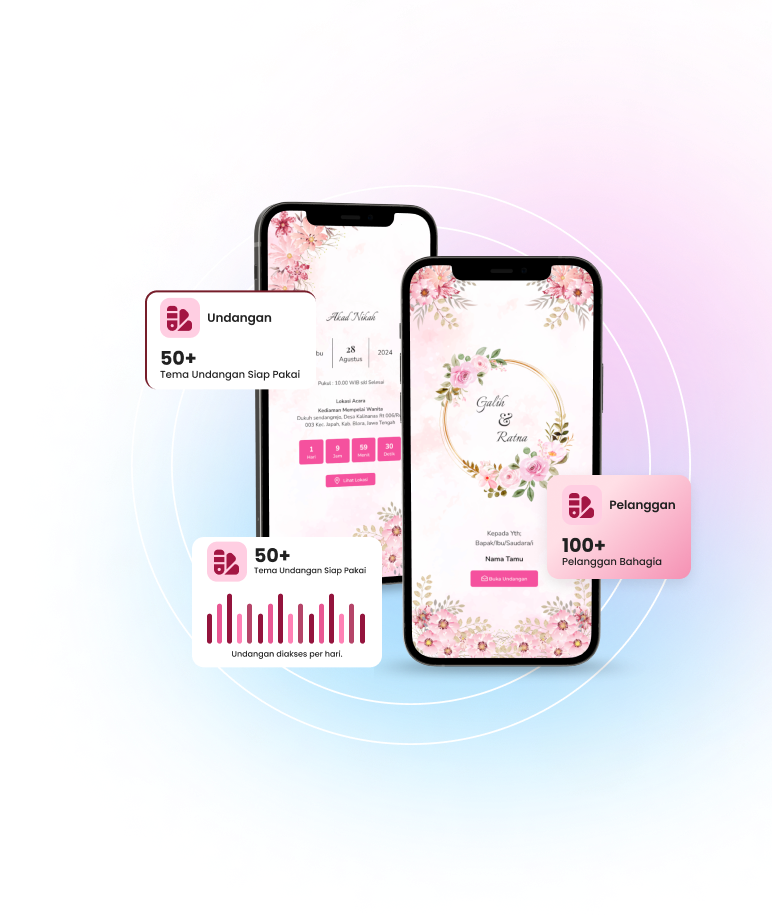 Undangan
50+
Tema Undangan Siap Pakai
Akad Nikah
bu
28
Agustus
2024
Pukul : 10.00 WIB s/d Selesai
Lokasi Acara
Kediaman Mempelai Wanita
Dukuh sendangrejo, Desa Kalinanas Rt 006/R
003 Kec. Japah, Kab. Blora, Jawa Tengah
1
Hari
9
Jam
59
Menit
30
Detik
Lihat Lokasi
Galih
&
Ratna
Kepada Yth;
Bapak/Ibu/Saudara/i
Nama Tamu
Buka Undangan
Pelanggan
100+
Pelanggan Bahagia
50+
Tema Undangan Siap Pakai
Undangan diakses per hari.